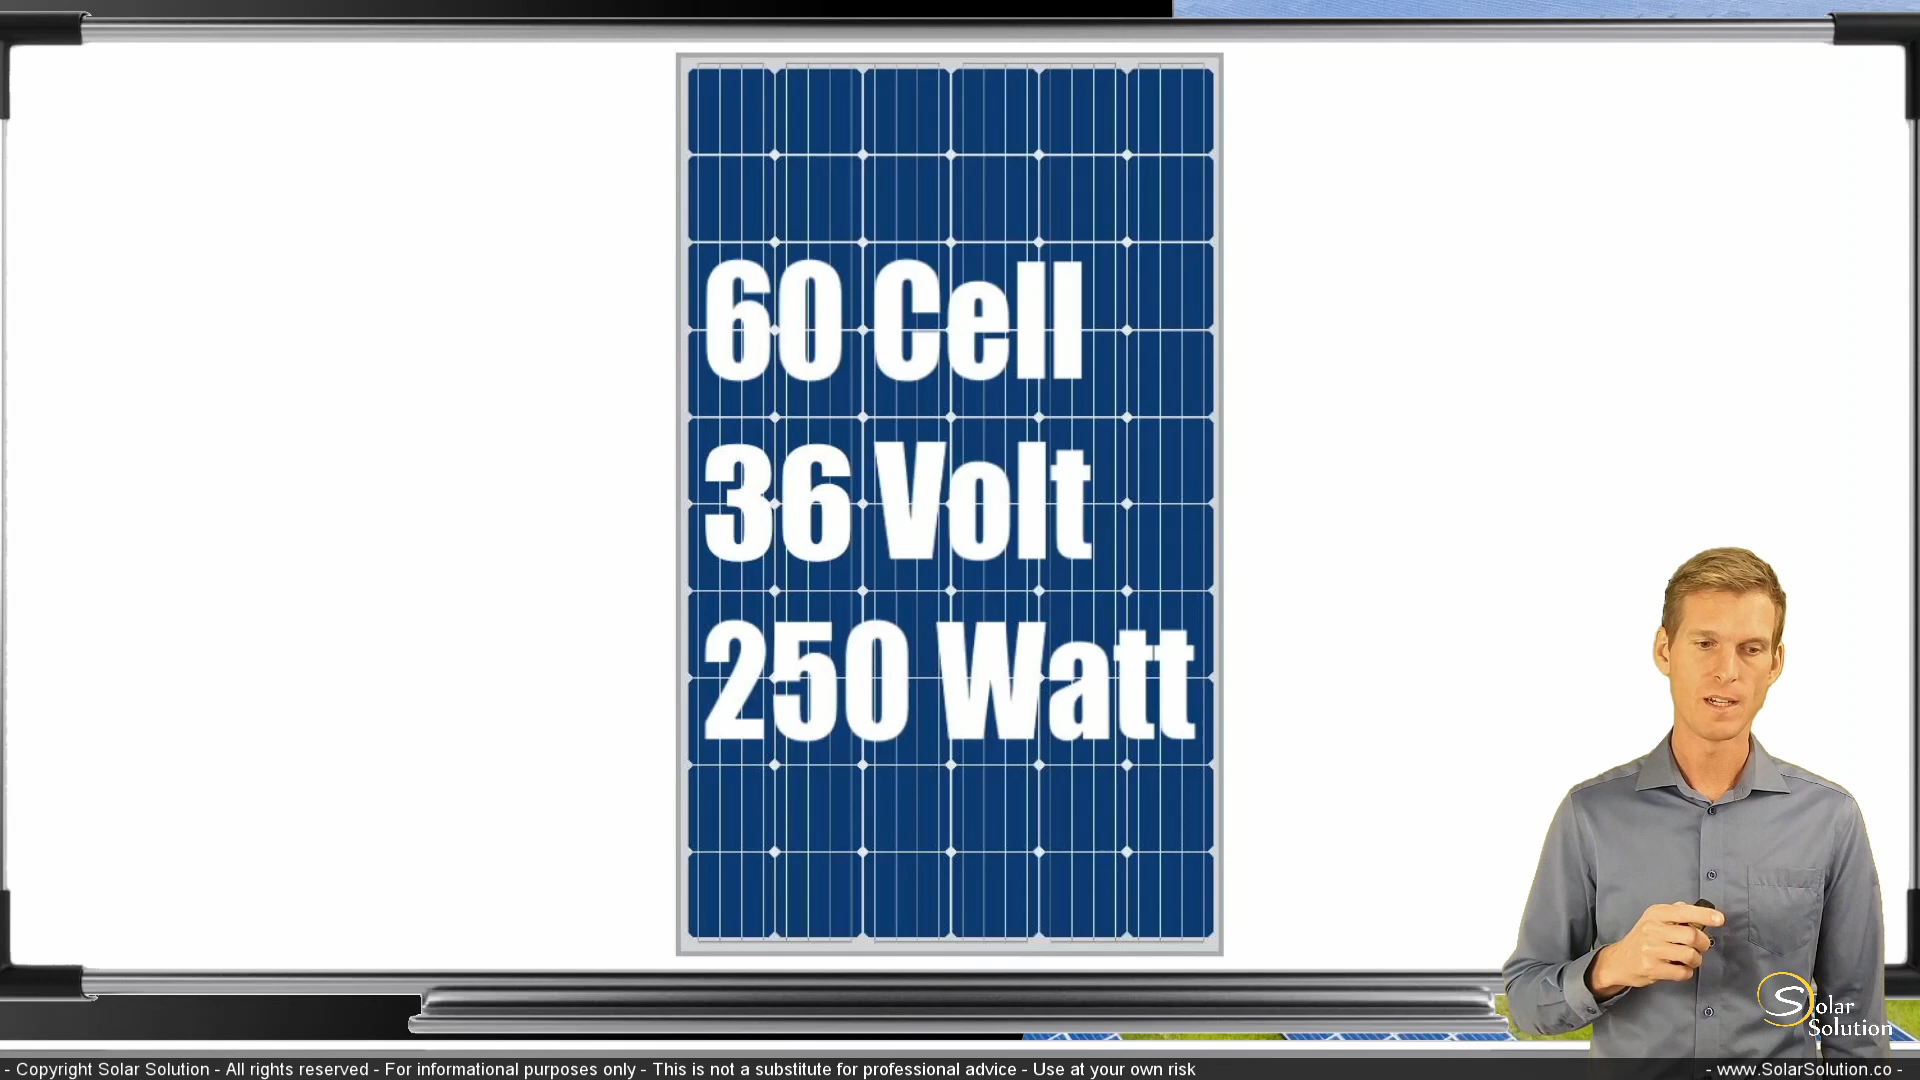 60 Cell
36 Volt
250 Watt
Solar
Solution
- Copyright Solar Solution - All rights reserved - For informational purposes only - This is not a substitute for professional advice - Use at your own risk
- www.SolarSolution.co -